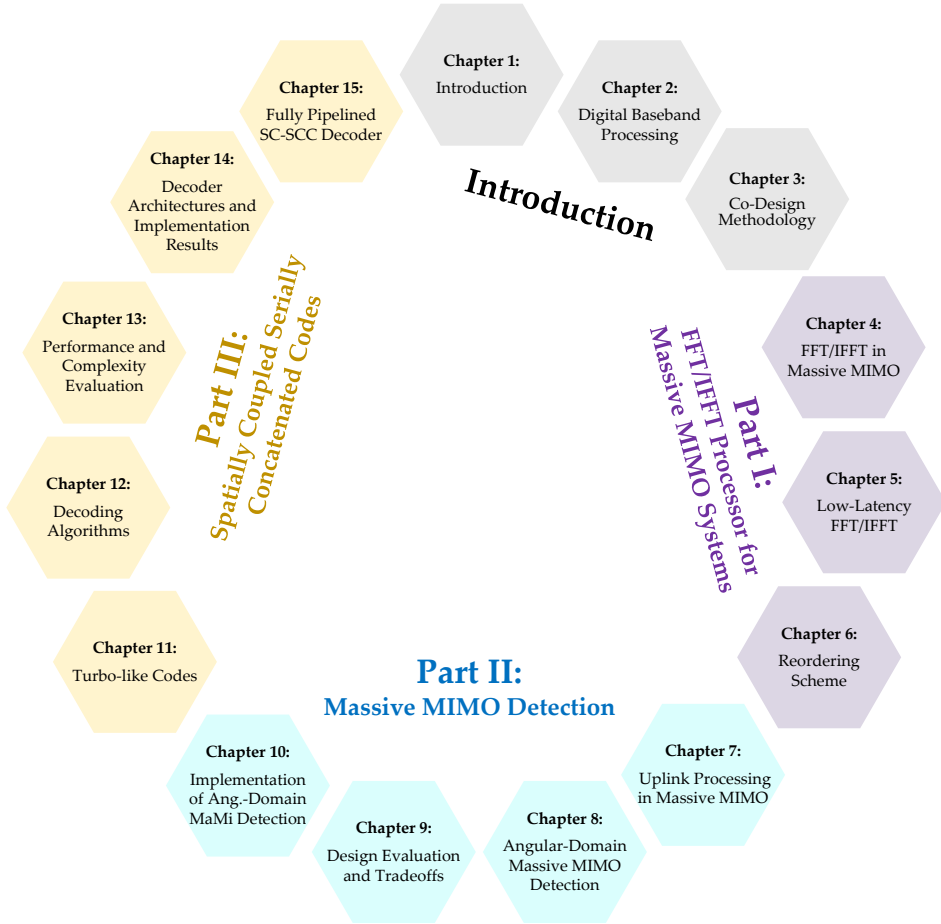 Chapter 1:
Introduction
Chapter 2:
Digital Baseband
Processing
Chapter 3:
Co-Design
Methodology
Introduction
Chapter 4:
FFT/IFFT in
Massive MIMO
Chapter 5:
Low-Latency
FFT/IFFT
Chapter 6:
Reordering
Scheme
Part I:
FFT/IFFT Processor for
Massive MIMO Systems
Chapter 7:
Uplink Processing
in Massive MIMO
Chapter 8:
Angular-Domain
Massive MIMO
Detection
Chapter 9:
Design Evaluation
and Tradeoffs
Chapter 10:
Implementation
of Ang.-Domain
MaMi Detection
Part II:
Massive MIMO Detection
Chapter 11:
Turbo-like Codes
Chapter 12:
Decoding
Algorithms
Chapter 13:
Performance and
Complexity
Evaluation
Chapter 14:
Decoder
Architectures and
Implementation
Results
Chapter 15:
Fully Pipelined
SC-SCC Decoder
Part III:
Spatially Coupled Serially
Concatenated Codes